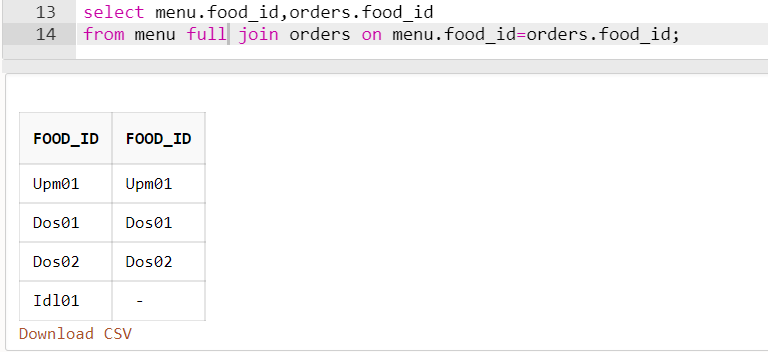 13 select menu.food_id,orders.food_id
14 from menu full join orders on menu.food_id=orders.food_id;
FOOD_ID FOOD_ID
Upm01 Upm01
Dos01 Dos01
Dos02 Dos02
Idl01 -
Download CSV